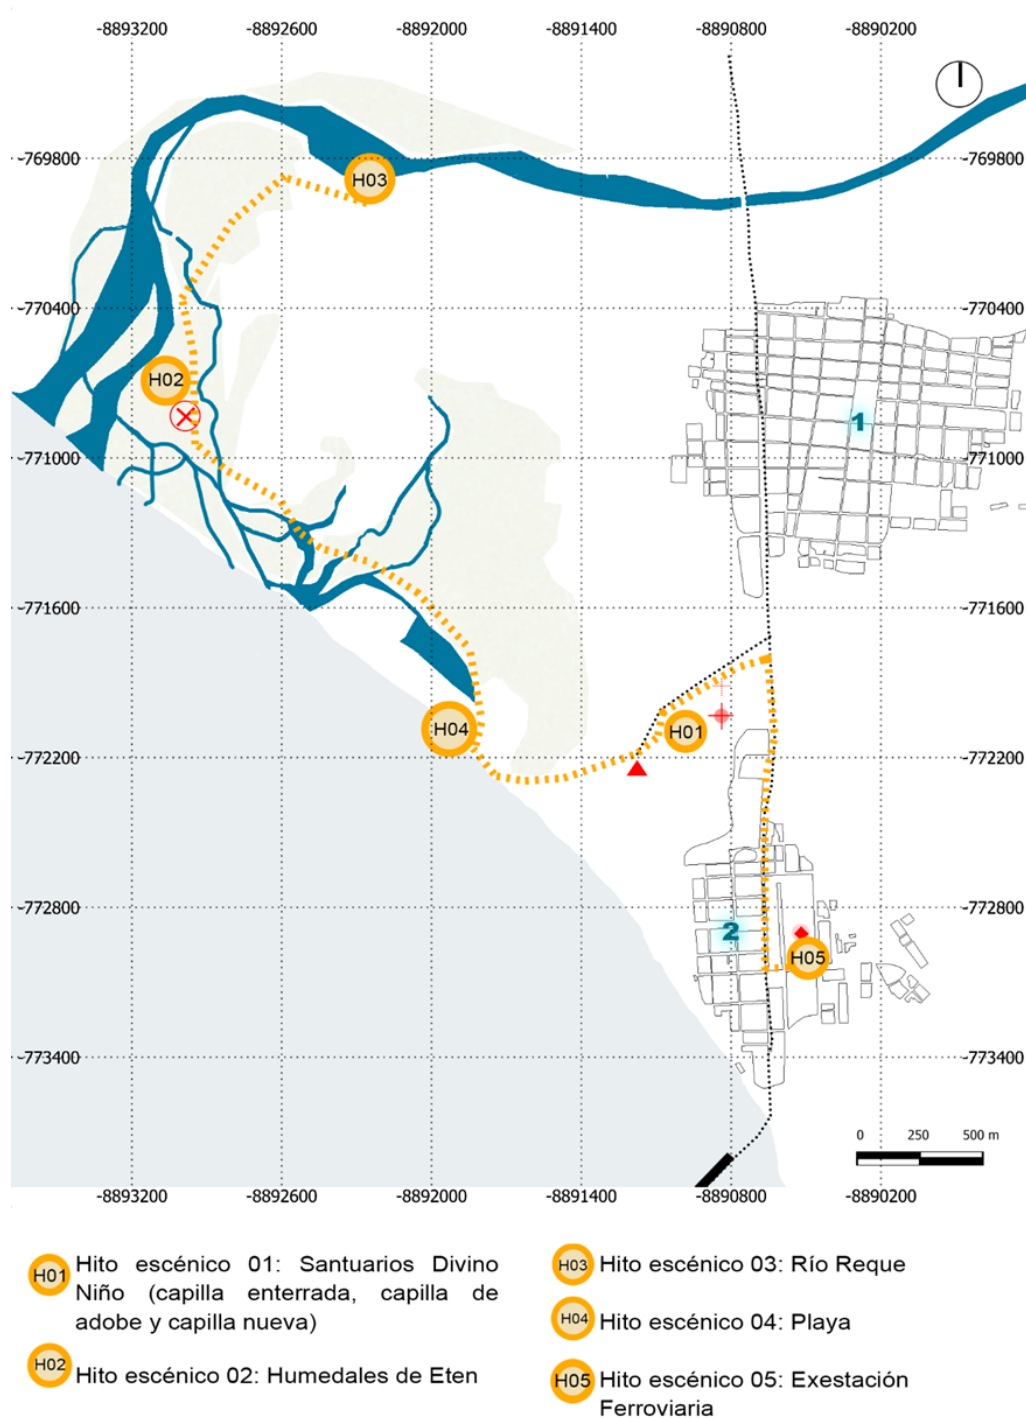 -8893200 -8892600 -8892000 -8891400 -8890800 -8890200
-769800 -769800
H03
-770400 -770400
H02
1
-771000 -771000
-771600 -771600
H04 H01
-772200 -772200
-772800 -772800
2
H05
-773400 -773400
0 250 500 m
-8893200 -8892600 -8892000 -8891400 -8890800 -8890200
H01 Hito escénico 01: Santuarios Divino
Niño (capilla enterrada, capilla de
adobe y capilla nueva)
H02 Hito escénico 02: Humedales de Eten
H03 Hito escénico 03: Río Reque
H04 Hito escénico 04: Playa
H05 Hito escénico 05: Exestación
Ferroviaria